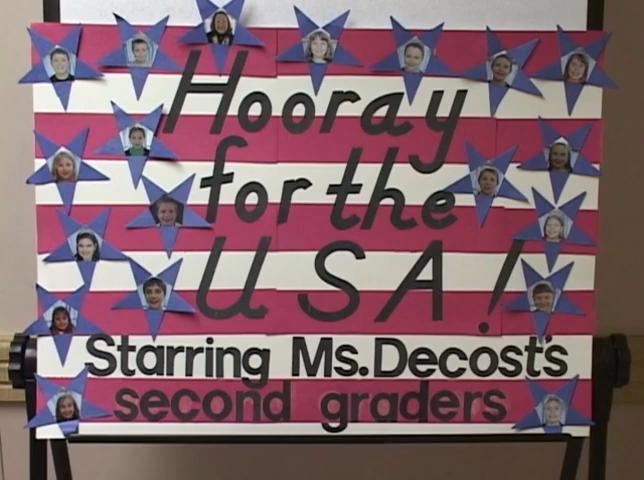 Hooray
for the
USA!
Starring Ms. Decost's
second graders